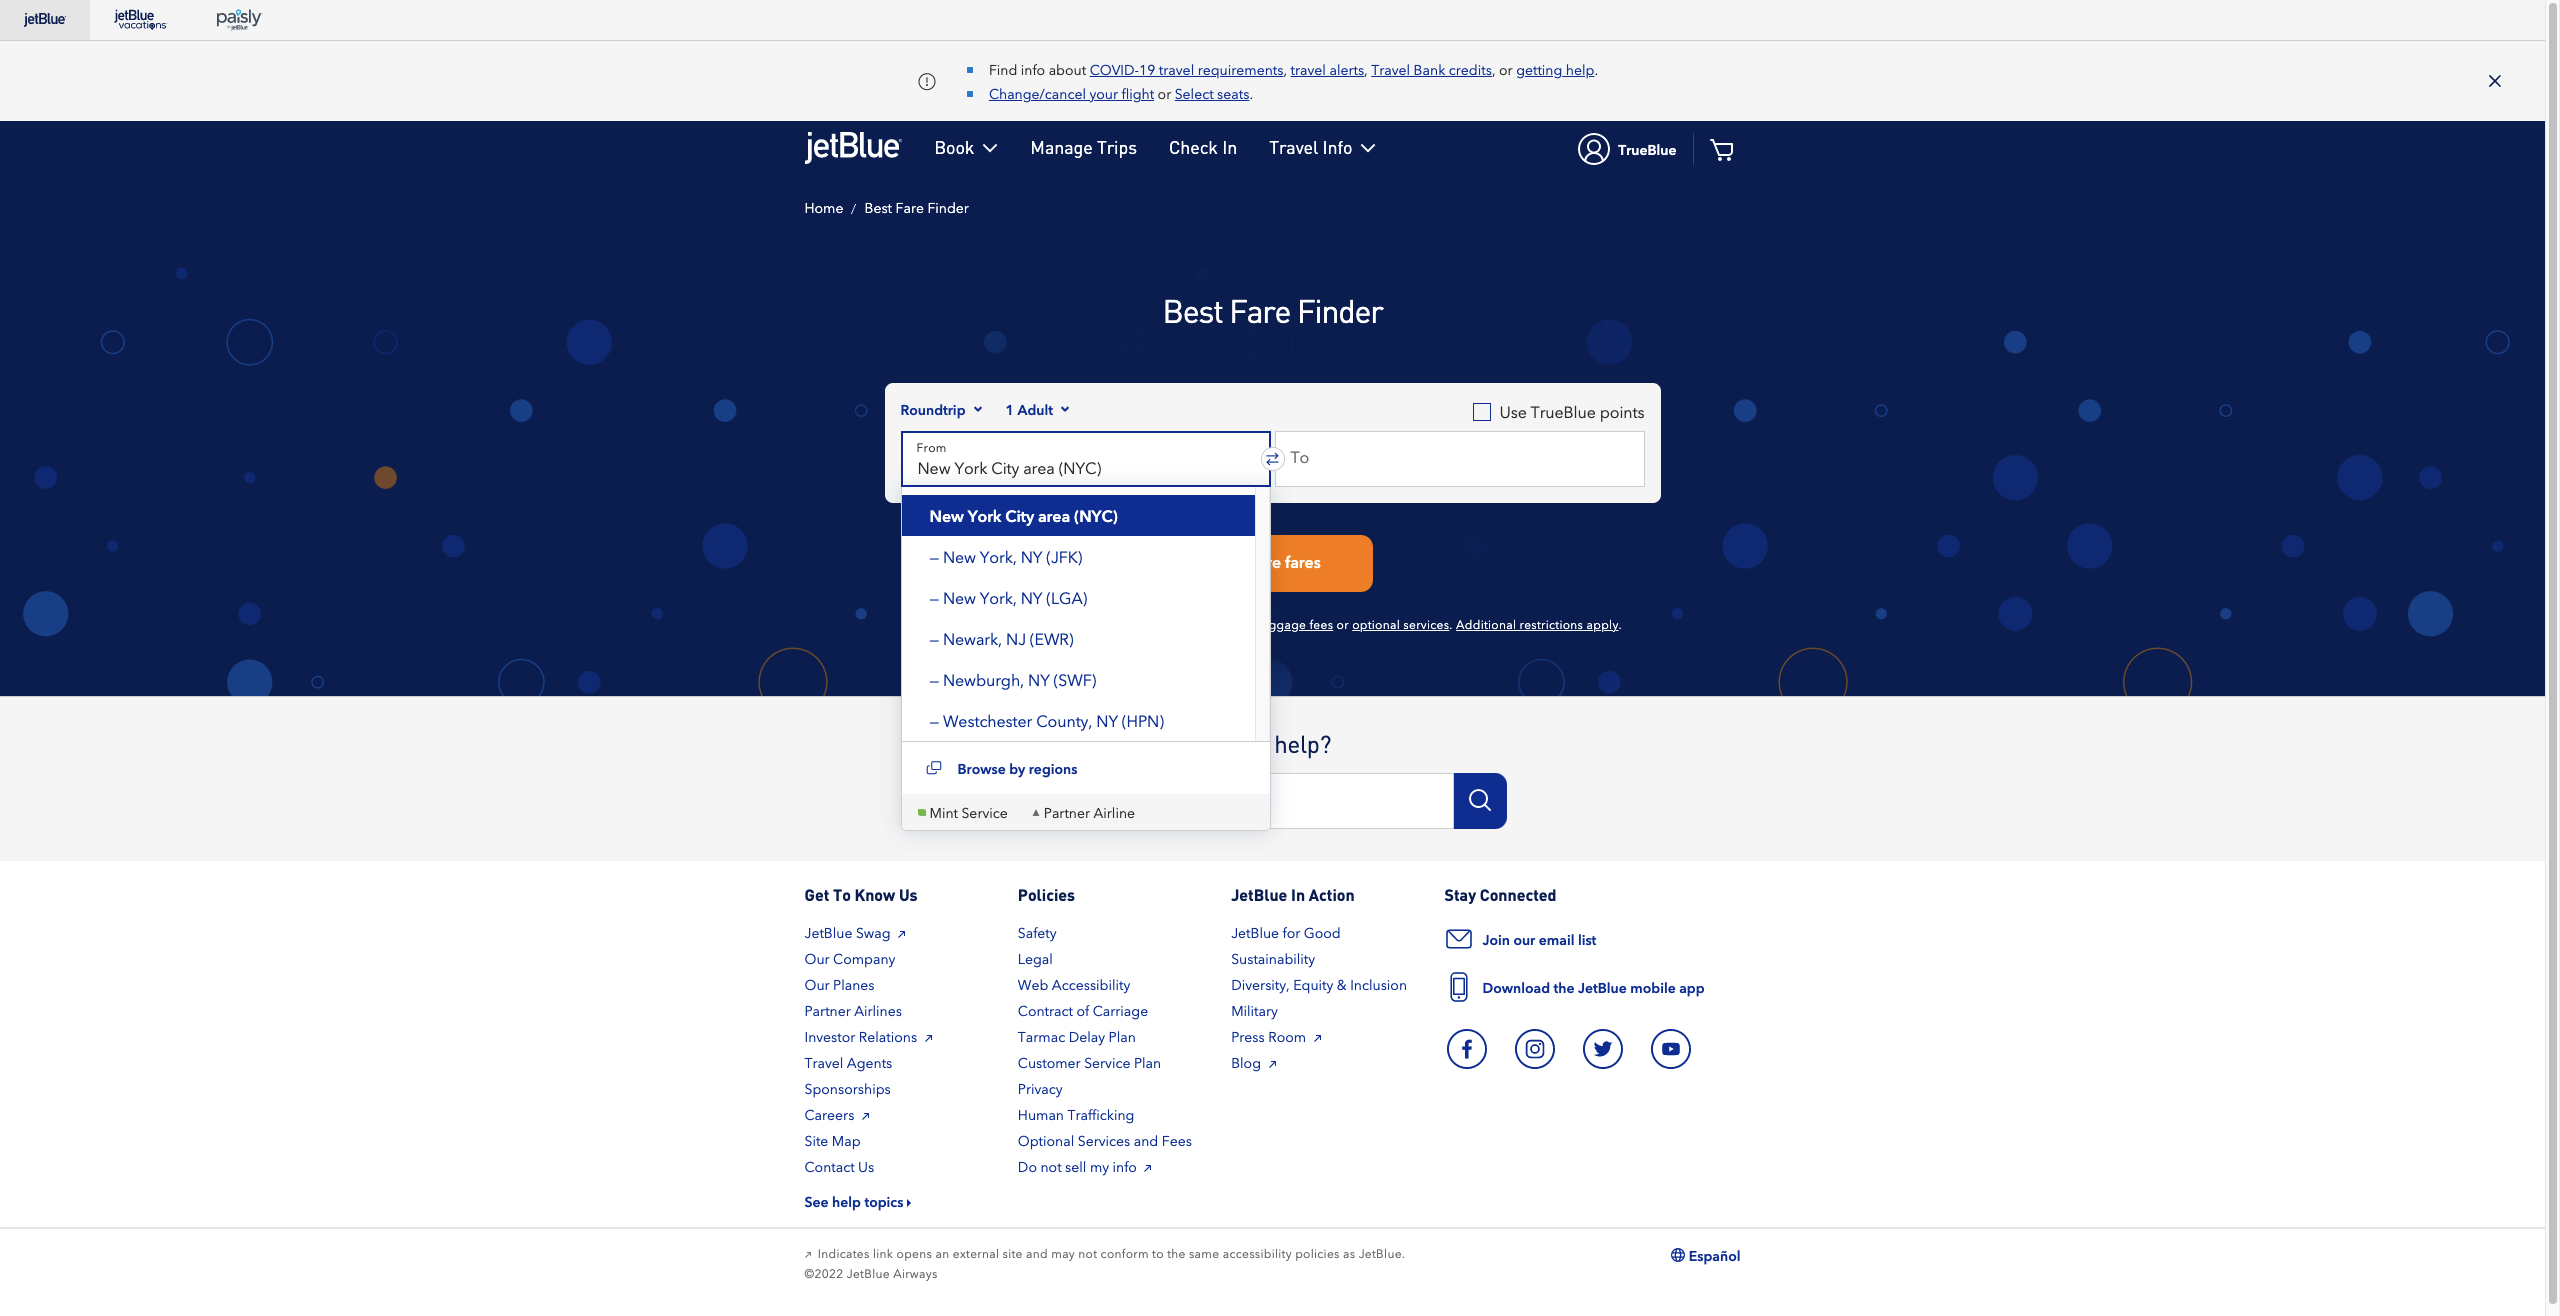 jetBlue
jetBlue vacations
paisly by jetBlue
Find info about COVID-19 travel requirements, travel alerts, Travel Bank credits, or getting help.
Change/cancel your flight or Select seats.
jetBlue
Book
Manage Trips
Check In
Travel Info
TrueBlue
Home / Best Fare Finder
Best Fare Finder
Roundtrip
1 Adult
Use TrueBlue points
From
New York City area (NYC)
To
New York City area (NYC)
– New York, NY (JFK)
– New York, NY (LGA)
– Newark, NJ (EWR)
– Newburgh, NY (SWF)
– Westchester County, NY (HPN)
Browse by regions
Mint Service
Partner Airline
fares
fees or optional services. Additional restrictions apply.
help?
Get To Know Us
JetBlue Swag
Our Company
Our Planes
Partner Airlines
Investor Relations
Travel Agents
Sponsorships
Careers
Site Map
Contact Us
See help topics
Policies
Safety
Legal
Web Accessibility
Contract of Carriage
Tarmac Delay Plan
Customer Service Plan
Privacy
Human Trafficking
Optional Services and Fees
Do not sell my info
JetBlue In Action
JetBlue for Good
Sustainability
Diversity, Equity & Inclusion
Military
Press Room
Blog
Stay Connected
Join our email list
Download the JetBlue mobile app
Indicates link opens an external site and may not conform to the same accessibility policies as JetBlue.
©2022 JetBlue Airways
Español